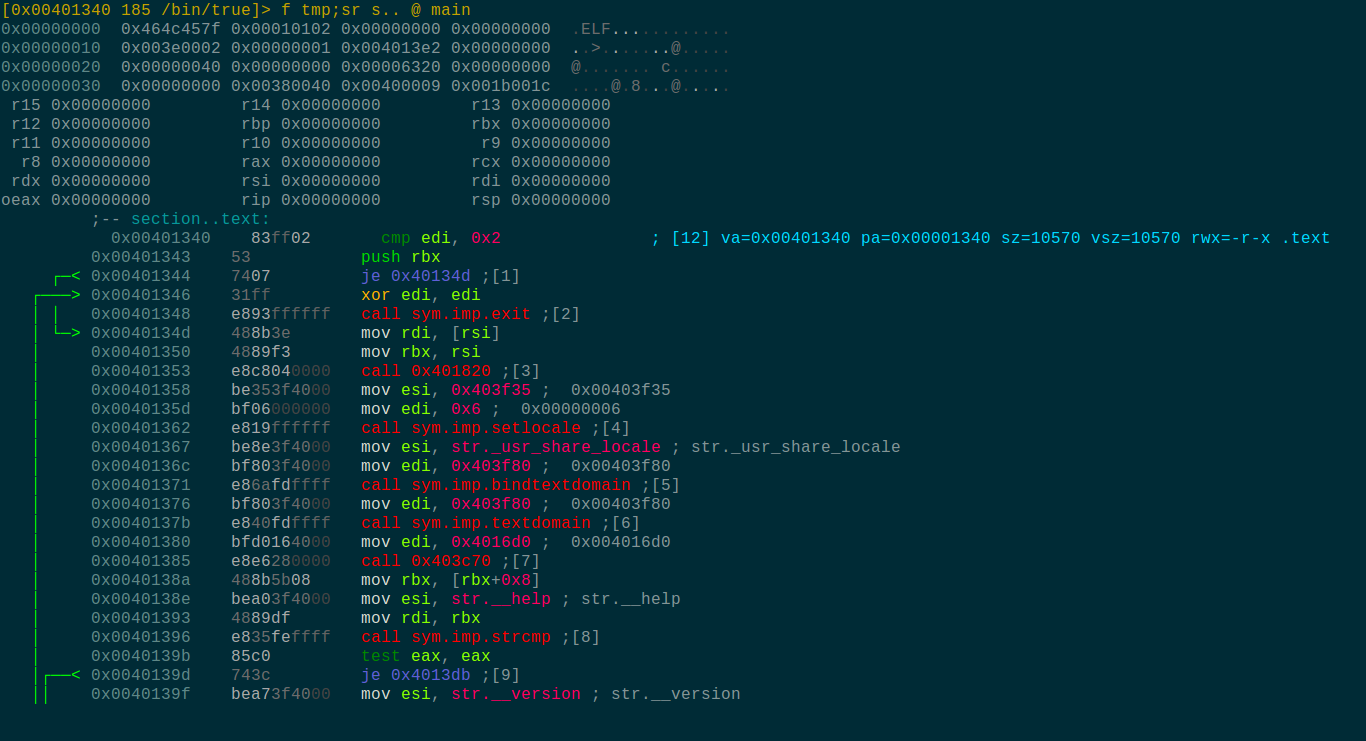 [0x00401340 185 /bin/true]> f tmp;sr s.. @ main
0x00000000  0x464c457f 0x00010102 0x00000000 0x00000000  .ELF............
0x00000010  0x003e0002 0x00000001 0x004013e2 0x00000000  ..>.......@.....
0x00000020  0x00000040 0x00000000 0x00006320 0x00000000  @....... c......
0x00000030  0x00000000 0x00380040 0x00400009 0x001b001c  ....@.8...@.....
r15 0x00000000         r14 0x00000000         r13 0x00000000
r12 0x00000000         rbp 0x00000000         rbx 0x00000000
r11 0x00000000         r10 0x00000000          r9 0x00000000
r8 0x00000000         rax 0x00000000         rcx 0x00000000
rdx 0x00000000         rsi 0x00000000         rdi 0x00000000
oeax 0x00000000         rip 0x00000000         rsp 0x00000000
;-- section..text:
0x00401340    83ff02       cmp edi, 0x2               ; [12] va=0x00401340 pa=0x00001340 sz=10570 vsz=10570 rwx=-r-x .text
0x00401343    53           push rbx
0x00401344    7407         je 0x40134d ;[1]
0x00401346    31ff         xor edi, edi
0x00401348    e893ffffff   call sym.imp.exit ;[2]
0x0040134d    488b3e       mov rdi, [rsi]
0x00401350    4889f3       mov rbx, rsi
0x00401353    e8c8040000   call 0x401820 ;[3]
0x00401358    be353f4000   mov esi, 0x403f35 ;  0x00403f35
0x0040135d    bf06000000   mov edi, 0x6 ;  0x00000006
0x00401362    e819ffffff   call sym.imp.setlocale ;[4]
0x00401367    be8e3f4000   mov esi, str._usr_share_locale ; str._usr_share_locale
0x0040136c    bf803f4000   mov edi, 0x403f80 ;  0x00403f80
0x00401371    e86afdffff   call sym.imp.bindtextdomain ;[5]
0x00401376    bf803f4000   mov edi, 0x403f80 ;  0x00403f80
0x0040137b    e840fdffff   call sym.imp.textdomain ;[6]
0x00401380    bfd0164000   mov edi, 0x4016d0 ;  0x004016d0
0x00401385    e8e6280000   call 0x403c70 ;[7]
0x0040138a    488b5b08     mov rbx, [rbx+0x8]
0x0040138e    bea03f4000   mov esi, str.__help ; str.__help
0x00401393    4889df       mov rdi, rbx
0x00401396    e835feffff   call sym.imp.strcmp ;[8]
0x0040139b    85c0         test eax, eax
0x0040139d    743c         je 0x4013db ;[9]
0x0040139f    bea73f4000   mov esi, str.__version ; str.__version